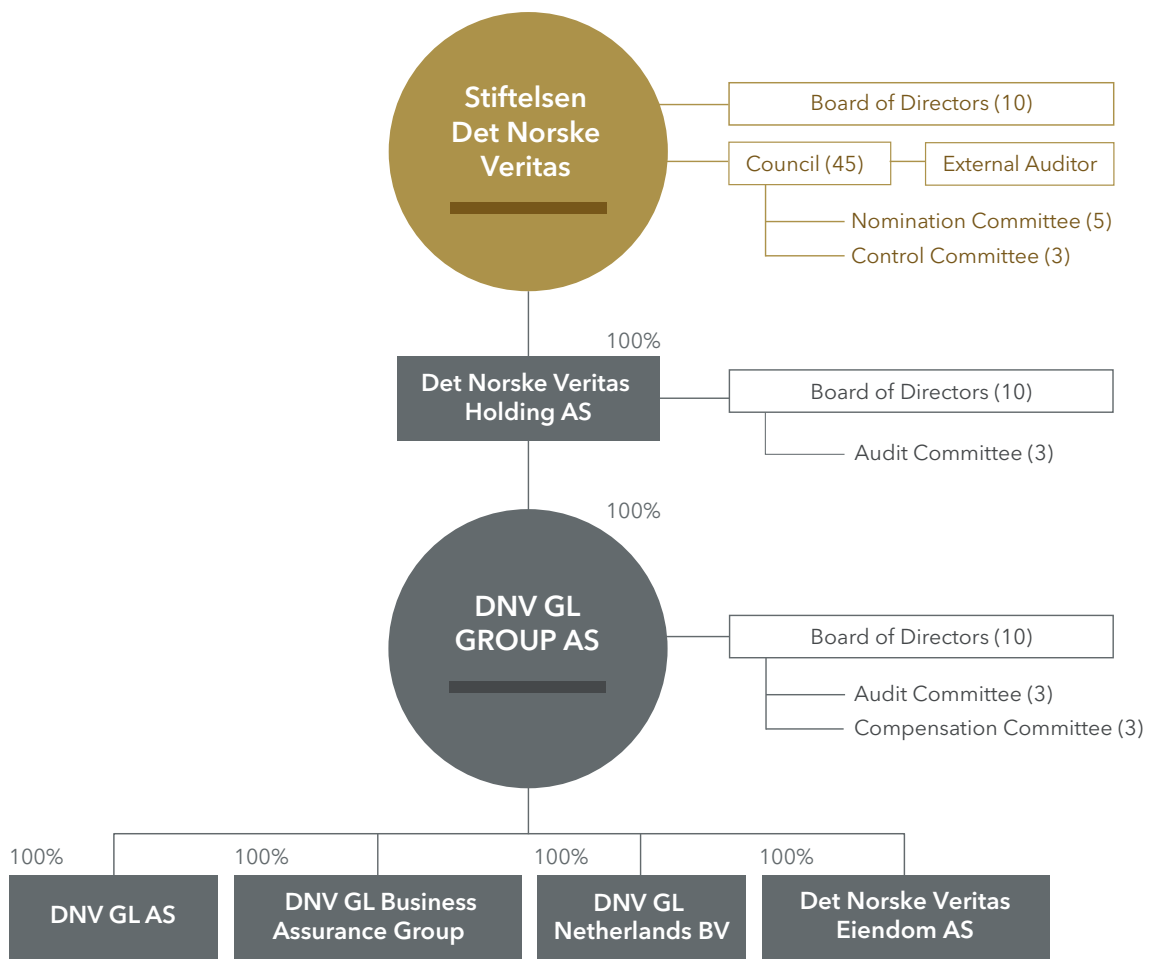 Stiftelsen
Det Norske
Veritas
Board of Directors (10)
Council (45)
External Auditor
Nomination Committee (5)
Control Committee (3)
100%
Det Norske Veritas
Holding AS
Board of Directors (10)
Audit Committee (3)
100%
DNV GL
GROUP AS
Board of Directors (10)
Audit Committee (3)
Compensation Committee (3)
100%
DNV GL AS
100%
DNV GL Business
Assurance Group
100%
DNV GL
Netherlands BV
100%
Det Norske Veritas
Eiendom AS